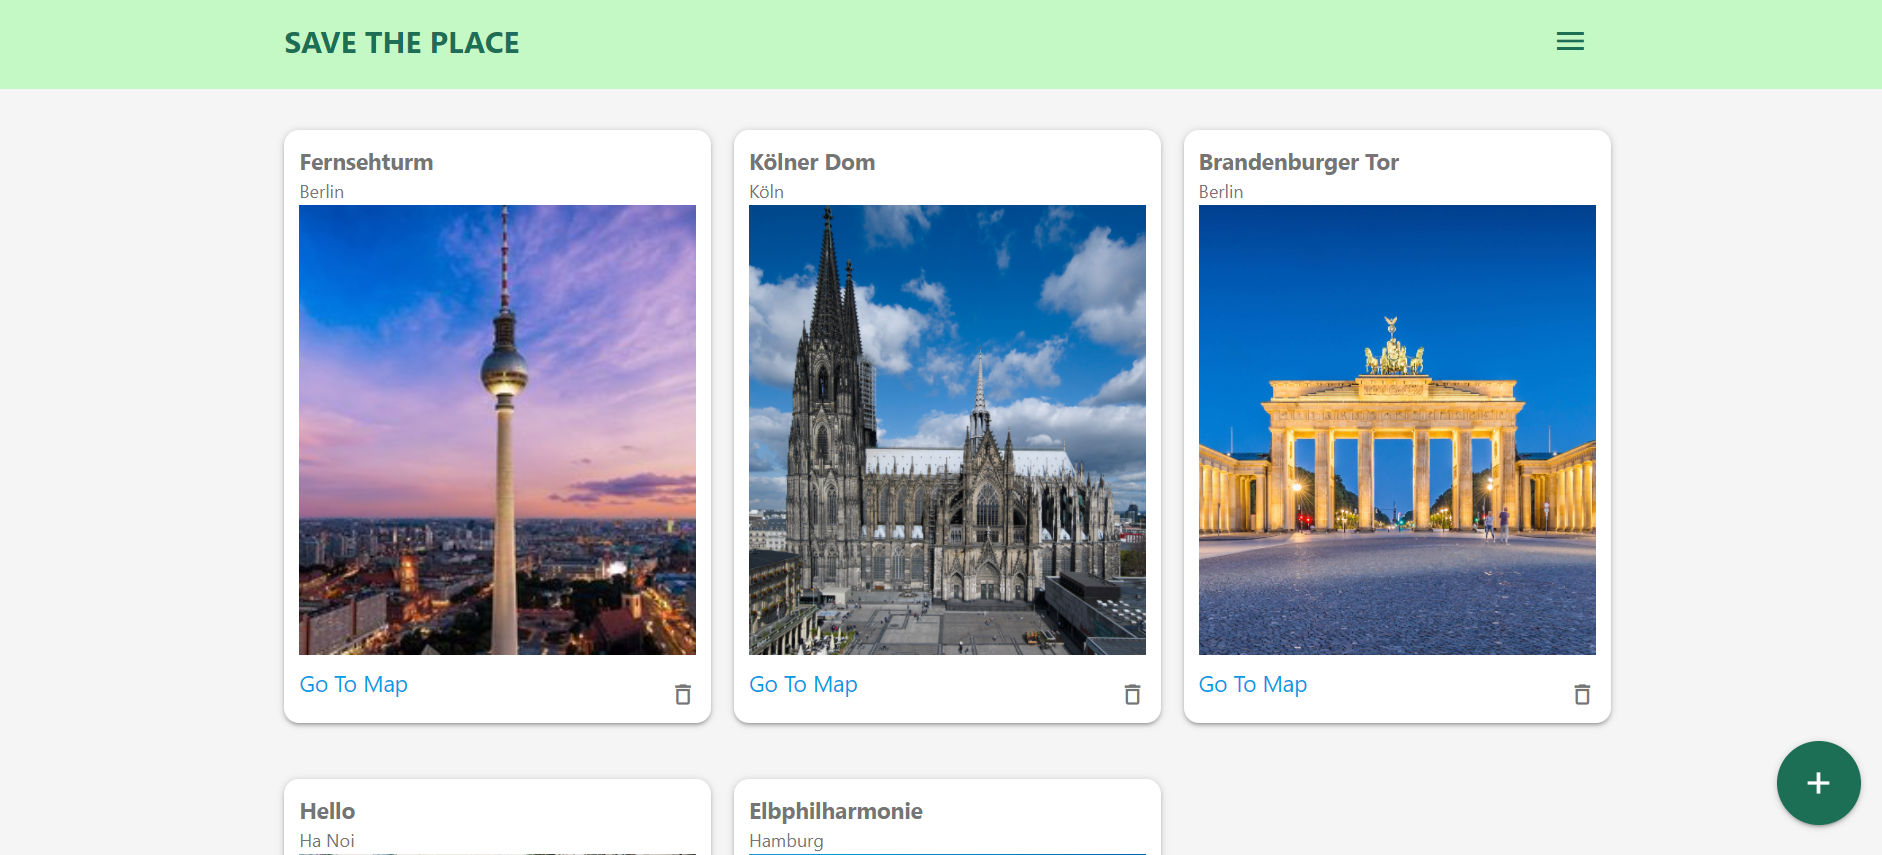 SAVE THE PLACE
Fernsehturm
Berlin
Go To Map
Kölner Dom
Köln
Go To Map
Brandenburger Tor
Berlin
Go To Map
Hello
Ha Noi
Elbphilharmonie
Hamburg